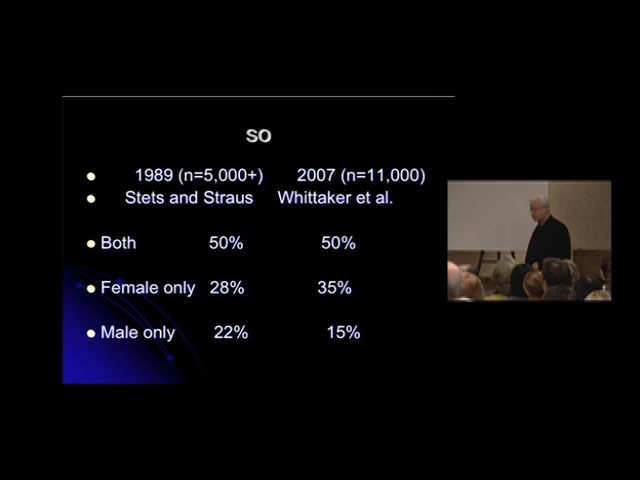 so
1989 (n=5,000+) 2007 (n=11,000)
Stets and Straus Whittaker et al.
Both 50% 50%
Female only 28% 35%
Male only 22% 15%